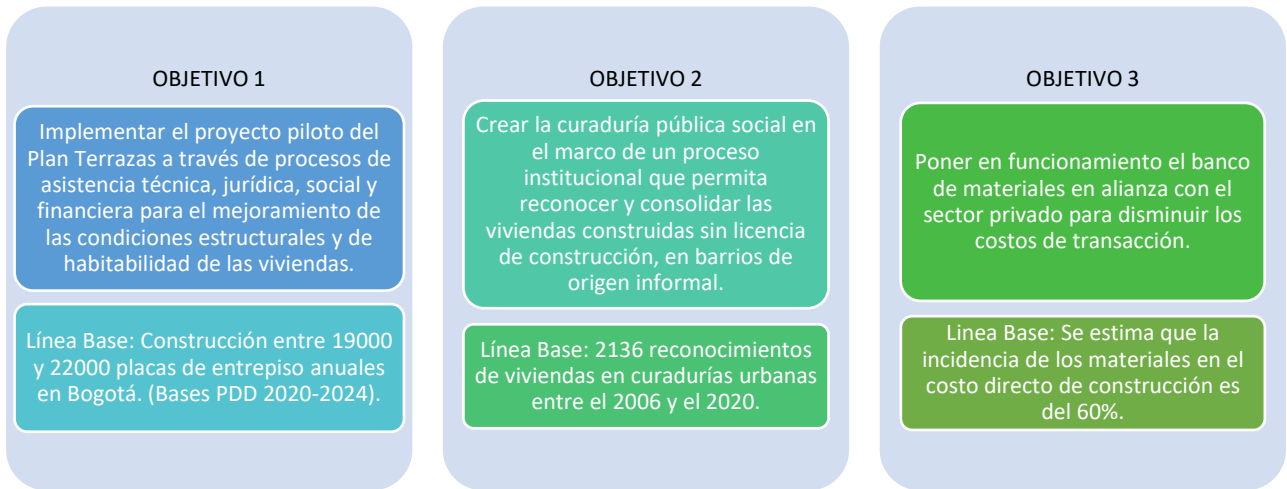 OBJETIVO 1
Implementar el proyecto piloto del
Plan Terrazas a través de procesos de
asistencia técnica, jurídica, social y
financiera para el mejoramiento de
las condiciones estructurales y de
habitabilidad de las viviendas.
Línea Base: Construcción entre 19000
y 22000 placas de entrepiso anuales
en Bogotá. (Bases PDD 2020-2024).
OBJETIVO 2
Crear la curaduría pública social en
el marco de un proceso
institucional que permita
reconocer y consolidar las
viviendas construidas sin licencia
de construcción, en barrios de
origen informal.
Línea Base: 2136 reconocimientos
de viviendas en curadurías urbanas
entre el 2006 y el 2020.
OBJETIVO 3
Poner en funcionamiento el banco
de materiales en alianza con el
sector privado para disminuir los
costos de transacción.
Linea Base: Se estima que la
incidencia de los materiales en el
costo directo de construcción es
del 60%.